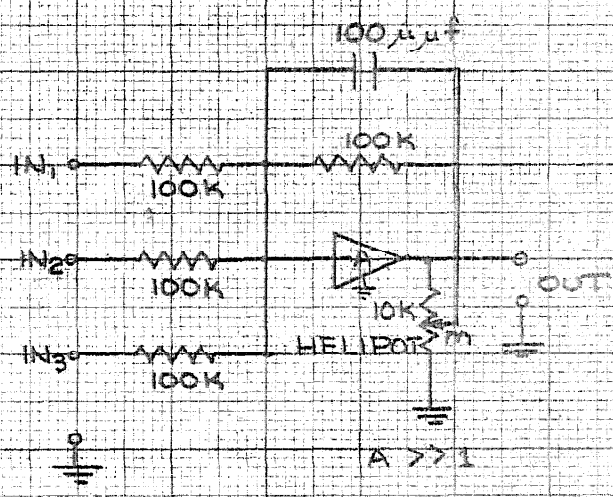 100 μμf
100K
IN₁
100K
IN₂
A
100K
OUT
10K
m
HELIPOT
IN₃
100K
A >> 1